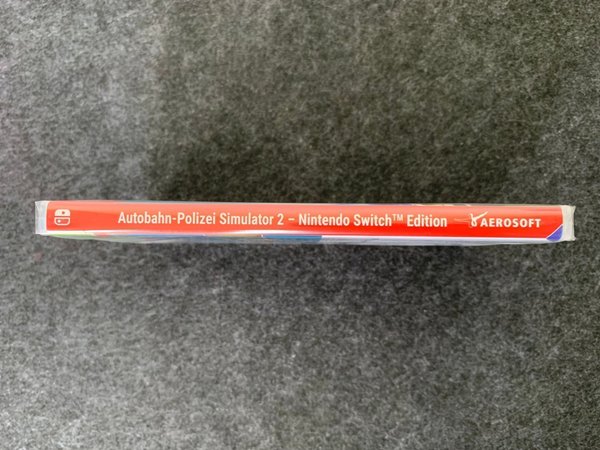 Autobahn-Polizei Simulator 2 – Nintendo Switch™ Edition AEROSOFT